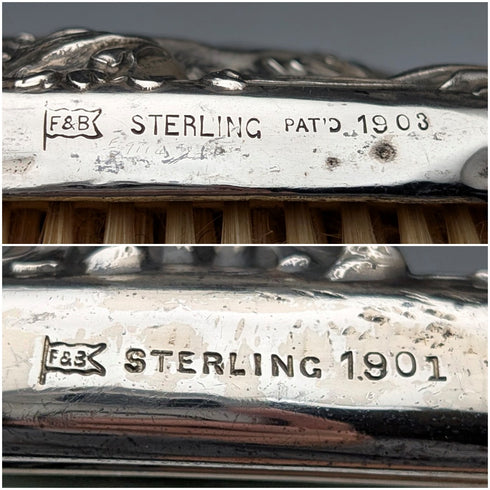 F&B STERLING PAT'D 1903
F&B STERLING 1901